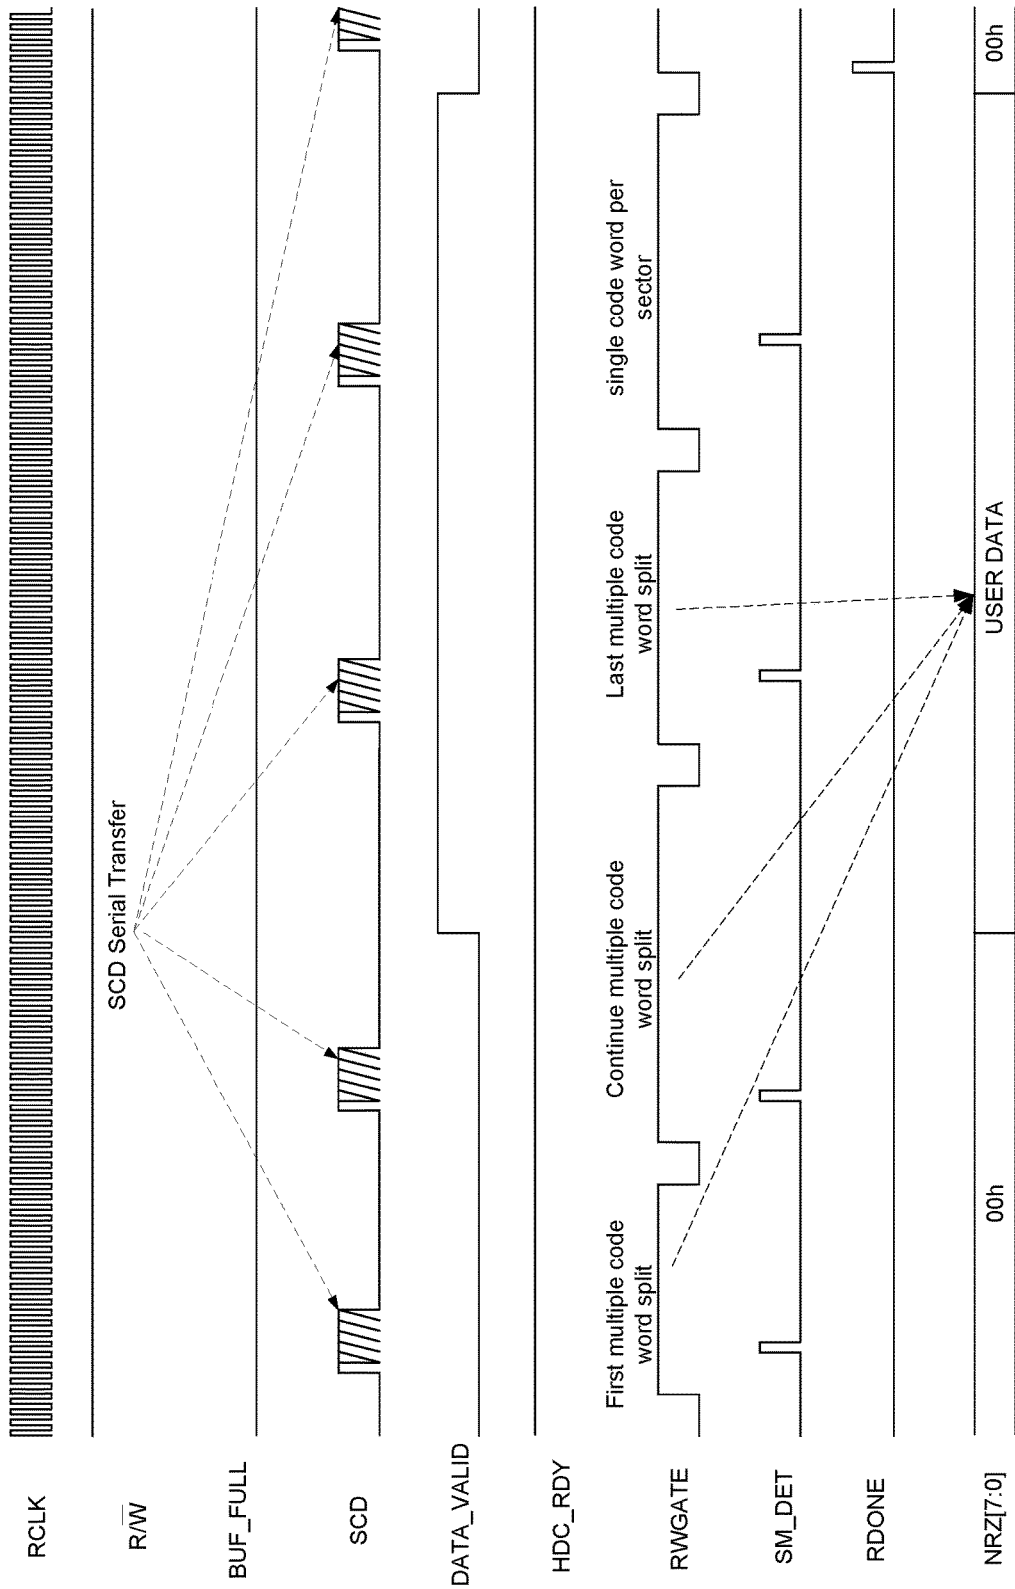 RCLK
R/W̅
SCD Serial Transfer
BUF_FULL
SCD
DATA_VALID
HDC_RDY
First multiple code
word split
Continue multiple code
word split
Last multiple code
word split
single code word per
sector
RWGATE
SM_DET
RDONE
NRZ[7:0]
00h
USER DATA
00h